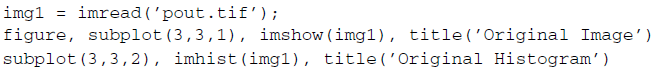 img1 = imread(’pout.tif’);
figure, subplot(3,3,1), imshow(img1), title(’Original Image’)
subplot(3,3,2), imhist(img1), title(’Original Histogram’)